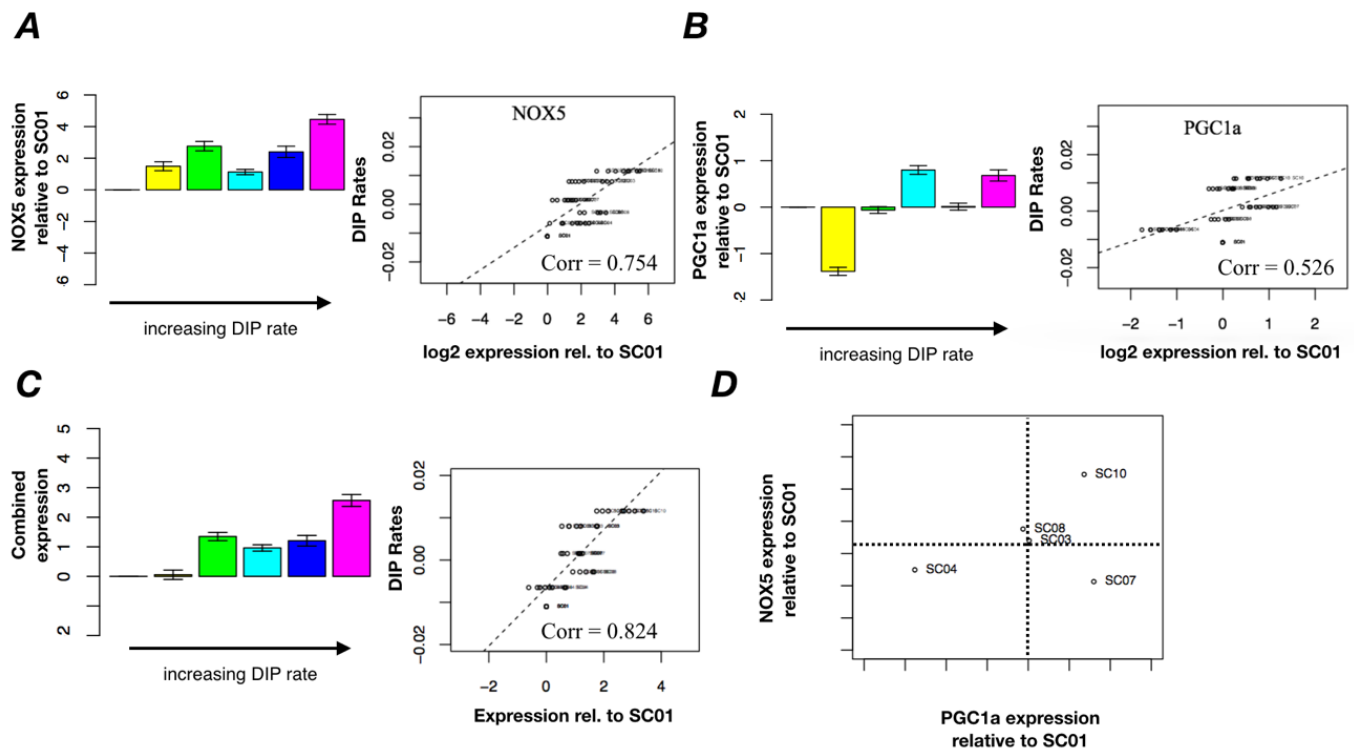 A
NOX5 expression
relative to SC01
6
4
2
0
−2
−4
6
increasing DIP rate
NOX5
Corr = 0.754
DIP Rates
0.02
0.00
−0.02
−6
−4
−2
0
2
4
6
log2 expression rel. to SC01
B
PGC1a expression
relative to SC01
2
1
0
−1
2
increasing DIP rate
PGC1a
Corr = 0.526
DIP Rates
0.02
0.00
−0.02
−2
−1
0
1
2
log2 expression rel. to SC01
C
Combined
expression
5
4
3
2
1
0
2
increasing DIP rate
Corr = 0.824
DIP Rates
0.02
0.00
−0.02
−2
0
2
4
Expression rel. to SC01
D
NOX5 expression
relative to SC01
SC10
SC08
SC03
SC04
SC07
PGC1a expression
relative to SC01